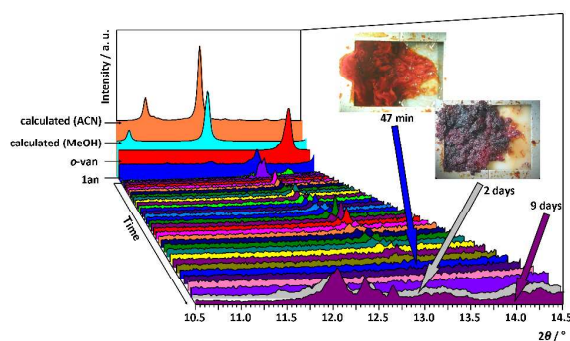 Intensity / a. u.
calculated (ACN)
calculated (MeOH)
o-van
1an
Time
47 min
2 days
9 days
10.5 11.0 11.5 12.0 12.5 13.0 13.5 14.0 14.5
2θ / °